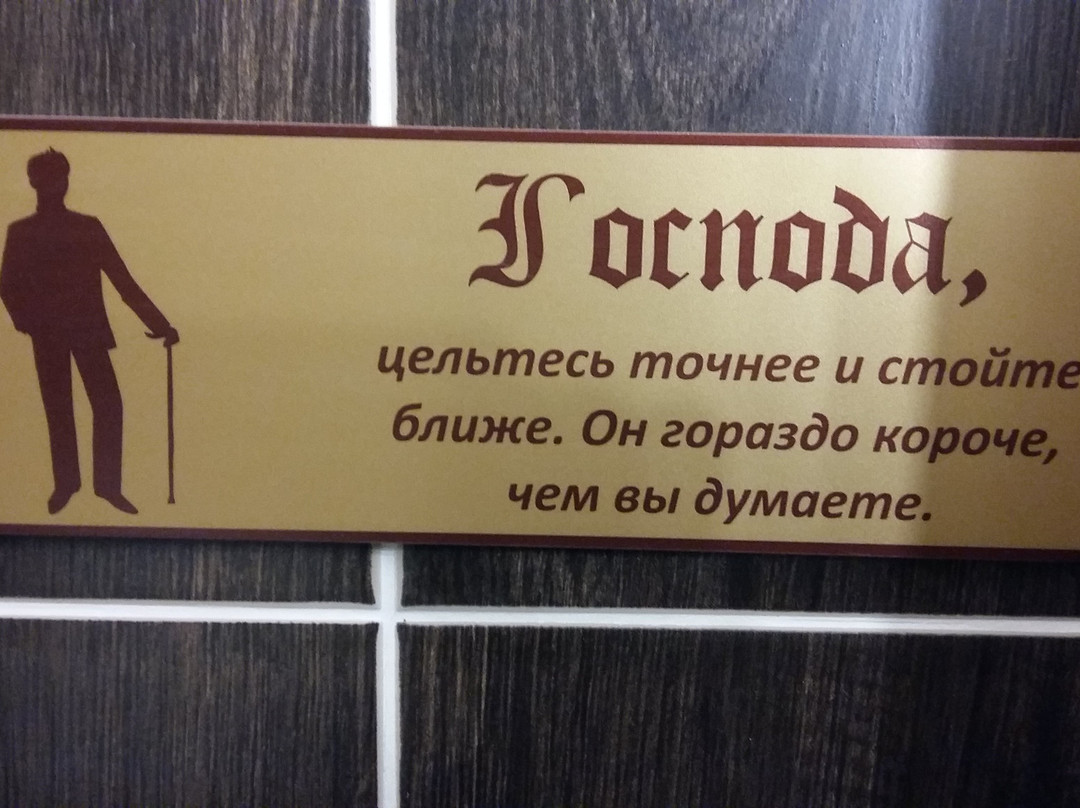 Господа,
цельтесь точнее и стойте
ближе. Он гораздо короче,
чем вы думаете.